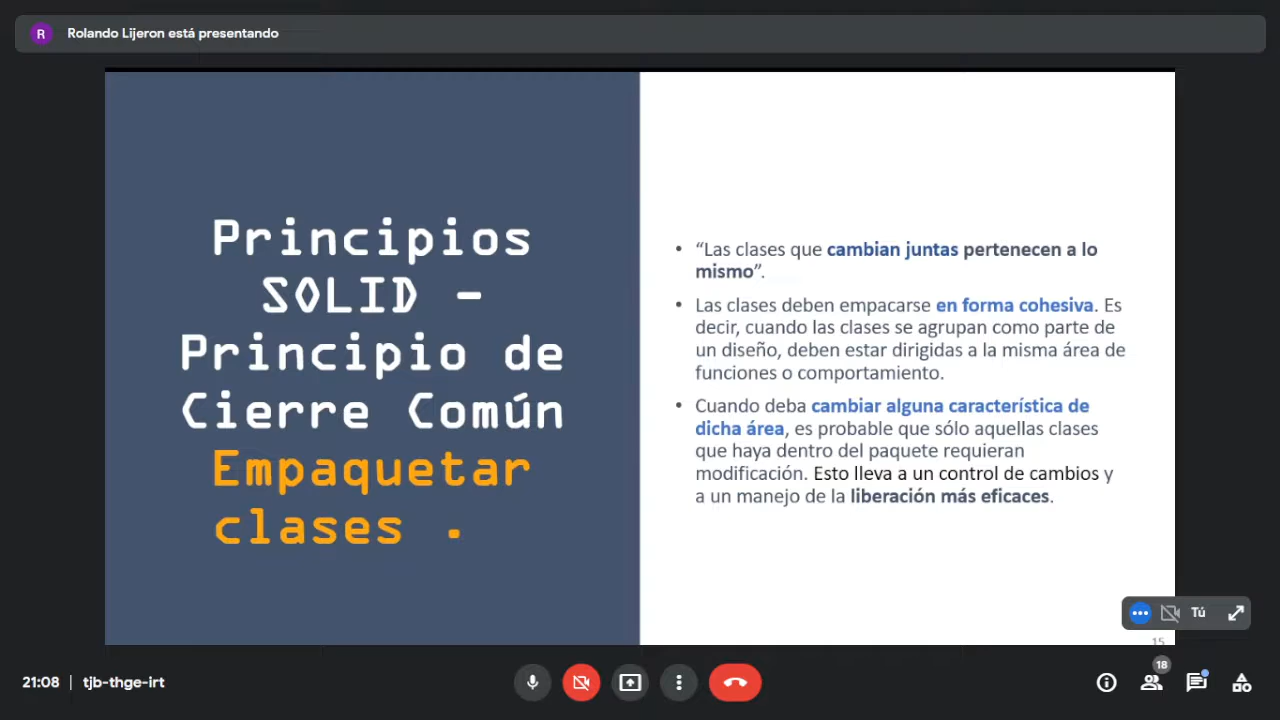 R
Rolando Lijeron está presentando
Principios
SOLID –
Principio de
Cierre Común
Empaquetar
clases .
• “Las clases que cambian juntas pertenecen a lo
mismo”.
• Las clases deben empacarse en forma cohesiva. Es
decir, cuando las clases se agrupan como parte de
un diseño, deben estar dirigidas a la misma área de
funciones o comportamiento.
• Cuando deba cambiar alguna característica de
dicha área, es probable que sólo aquellas clases
que haya dentro del paquete requieran
modificación. Esto lleva a un control de cambios y
a un manejo de la liberación más eficaces.
Tú
15
21:08 | tjb-thge-irt
18